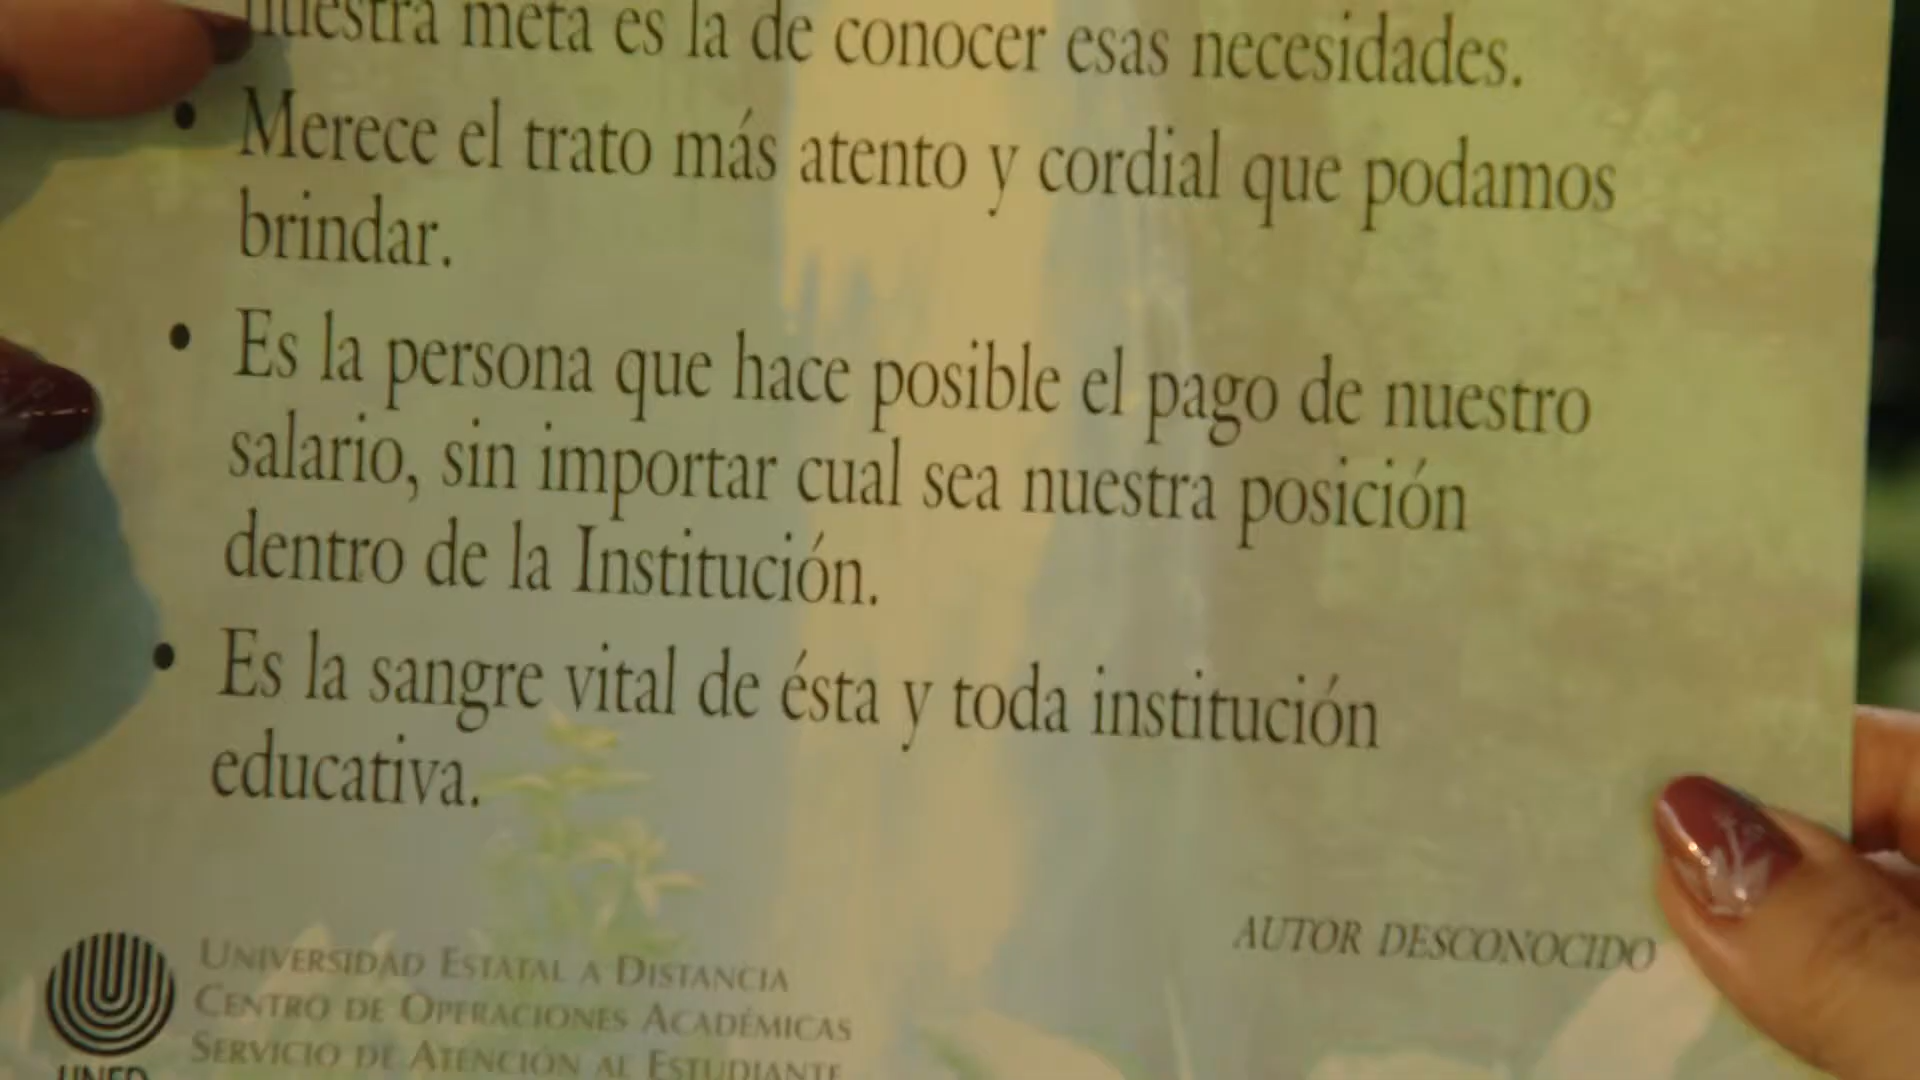 nuestra meta es la de conocer esas necesidades.
• Merece el trato más atento y cordial que podamos
brindar.
• Es la persona que hace posible el pago de nuestro
salario, sin importar cual sea nuestra posición
dentro de la Institución.
• Es la sangre vital de ésta y toda institución
educativa.
AUTOR DESCONOCIDO
UNIVERSIDAD ESTATAL A DISTANCIA
CENTRO DE OPERACIONES ACADÉMICAS
SERVICIO DE ATENCIÓN AL ESTUDIANTE
UNED